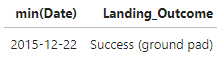 min(Date) Landing_Outcome
2015-12-22 Success (ground pad)